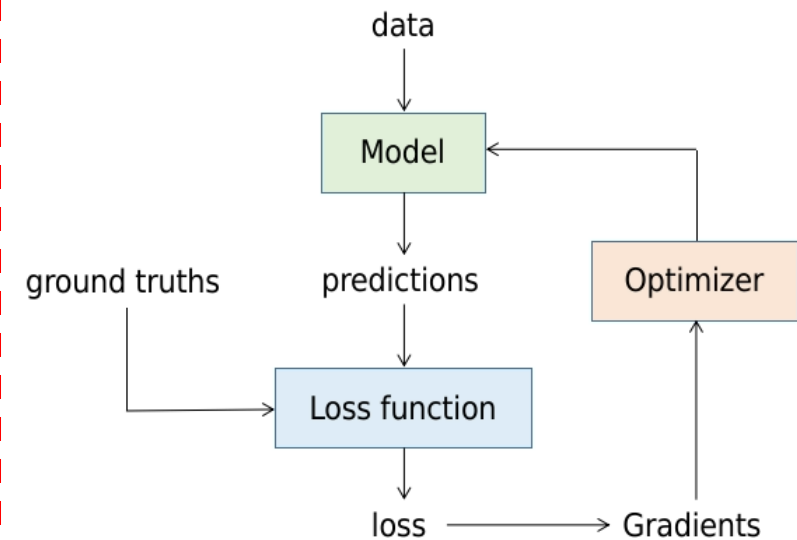 data
Model
ground truths
predictions
Optimizer
Loss function
loss
Gradients